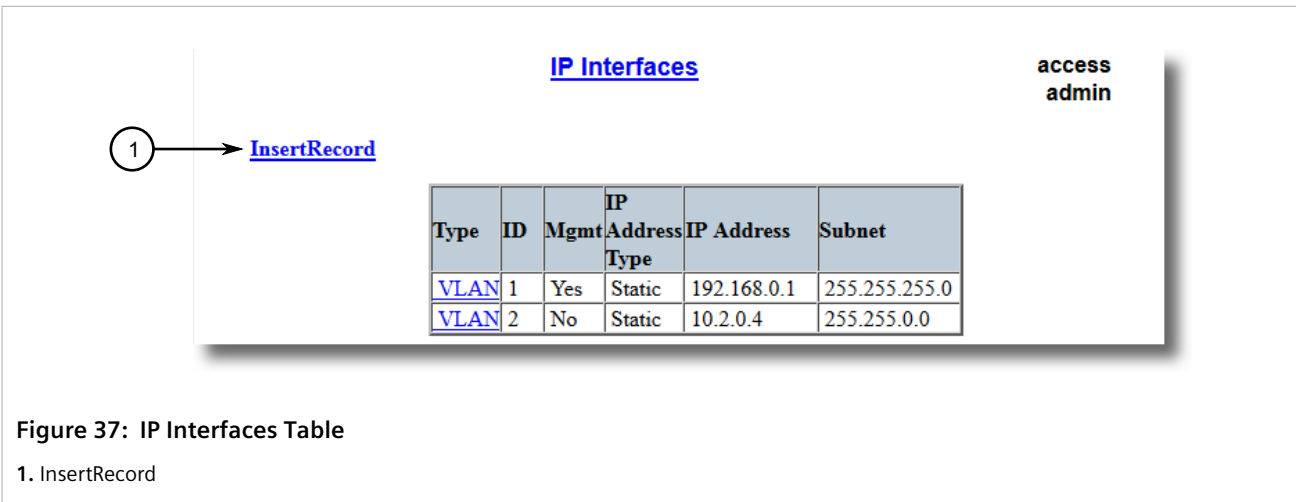 IP Interfaces
access
admin
1
InsertRecord
Type ID Mgmt IP Address Type IP Address Subnet
VLAN 1 Yes Static 192.168.0.1 255.255.255.0
VLAN 2 No Static 10.2.0.4 255.255.0.0
Figure 37: IP Interfaces Table
1. InsertRecord